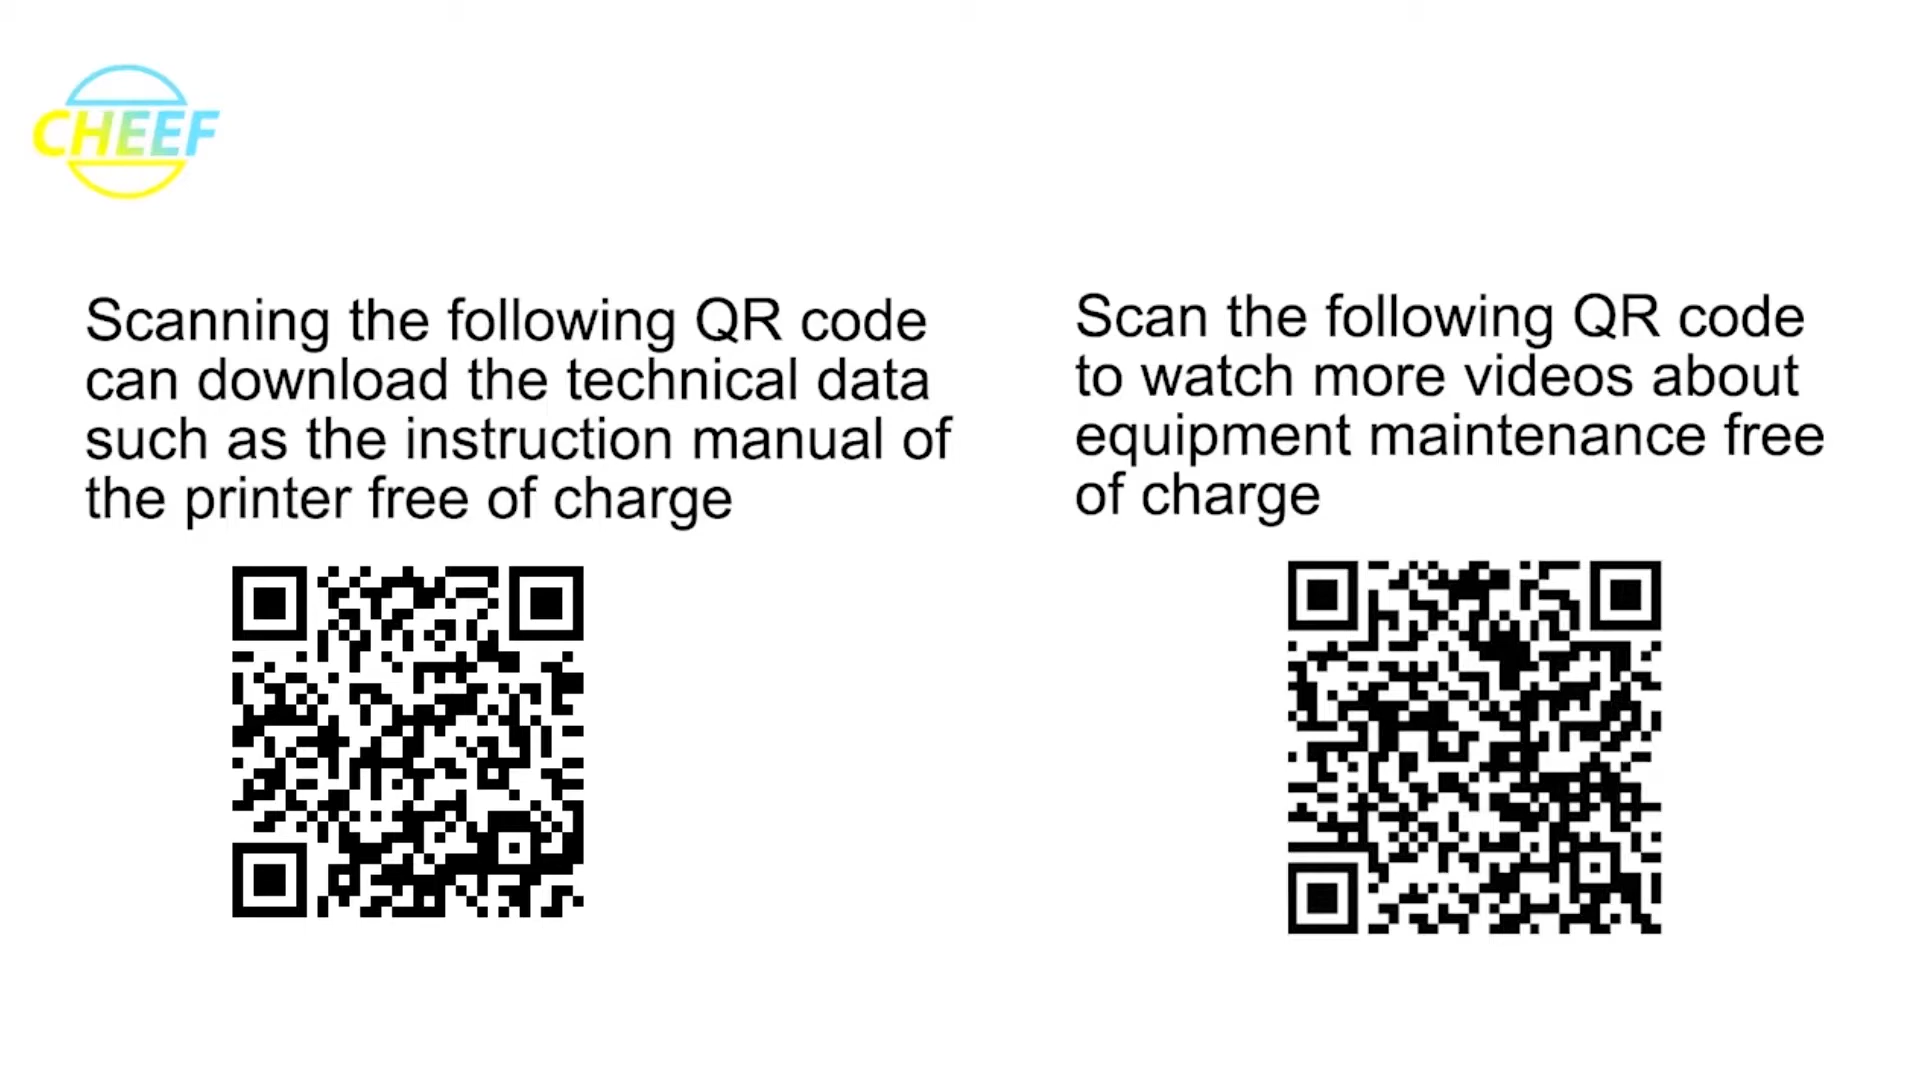 CHEEF
Scanning the following QR code
can download the technical data
such as the instruction manual of
the printer free of charge
Scan the following QR code
to watch more videos about
equipment maintenance free
of charge